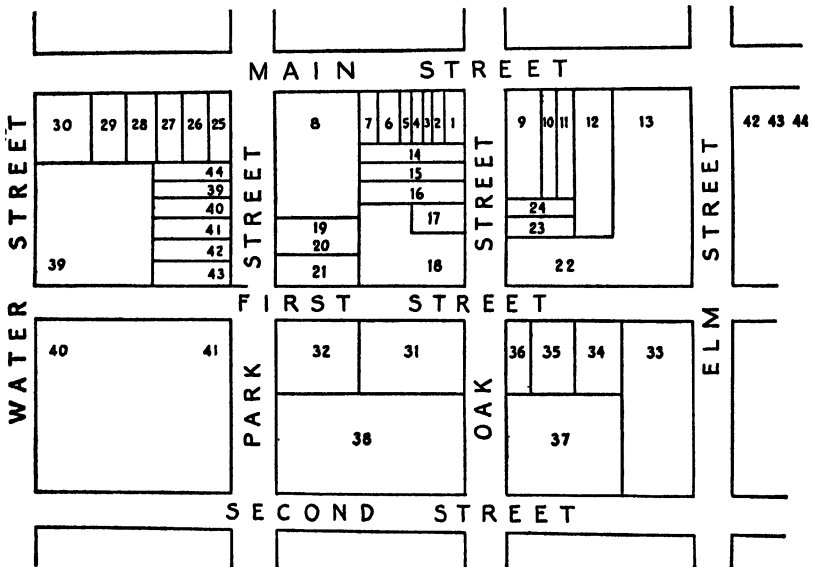 MAIN STREET
30 29 28 27 26 25 8 7 6 5 4 3 2 1 9 10 11 12 13 42 43 44
14
44 15
39 16
40 17 24
41 19 23
42 20
39 43 21 18 22
WATER STREET
PARK STREET
OAK STREET
ELM STREET
FIRST STREET
40 41 32 31 36 35 34 33
38 37
SECOND STREET